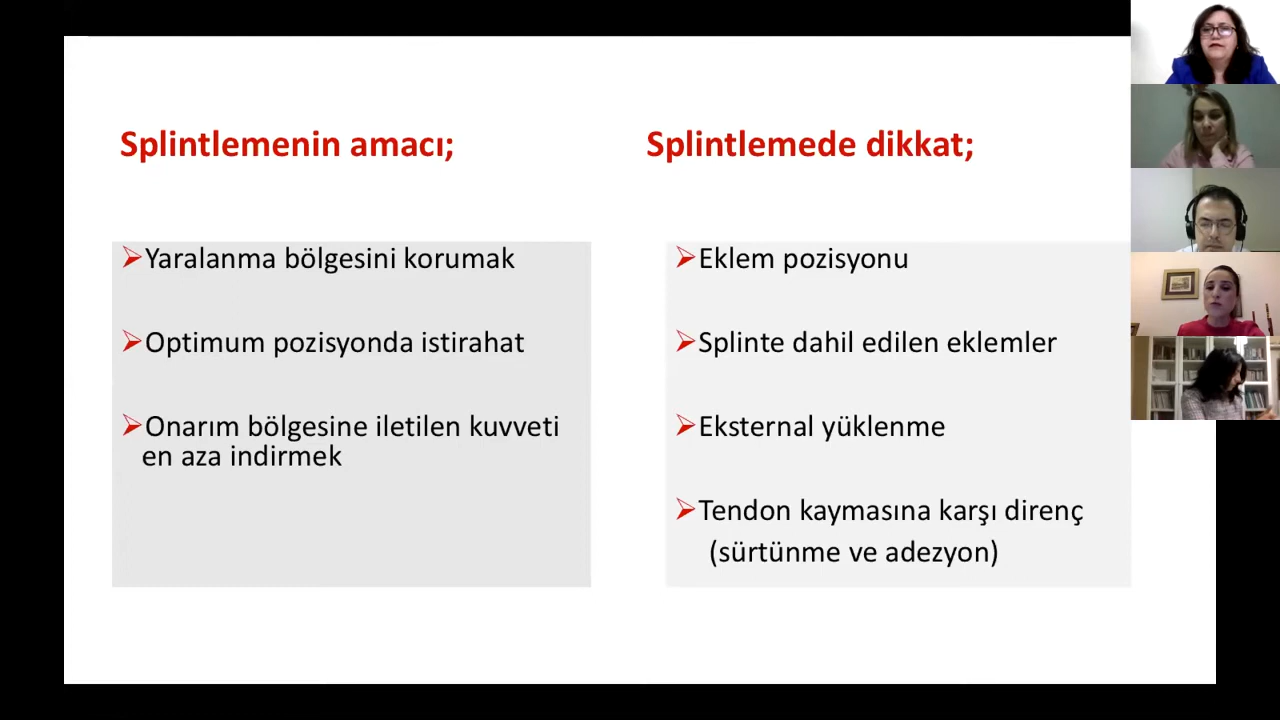 Splintlemenin amacı;
Yaralanma bölgesini korumak
Optimum pozisyonda istirahat
Onarım bölgesine iletilen kuvveti
en aza indirmek
Splintlemede dikkat;
Eklem pozisyonu
Splinte dahil edilen eklemler
Eksternal yüklenme
Tendon kaymasına karşı direnç
(sürtünme ve adezyon)